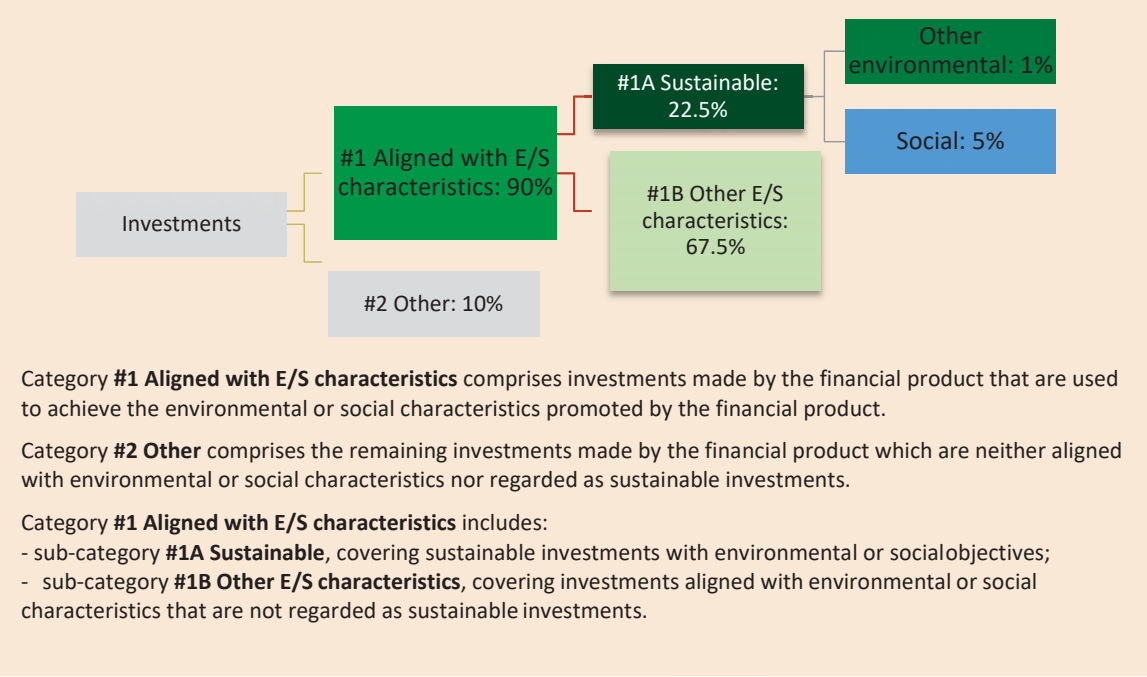 Other
environmental: 1%
#1A Sustainable:
22.5%
Social: 5%
#1 Aligned with E/S
characteristics: 90%
#1B Other E/S
characteristics:
67.5%
Investments
#2 Other: 10%
Category #1 Aligned with E/S characteristics comprises investments made by the financial product that are used
to achieve the environmental or social characteristics promoted by the financial product.
Category #2 Other comprises the remaining investments made by the financial product which are neither aligned
with environmental or social characteristics nor regarded as sustainable investments.
Category #1 Aligned with E/S characteristics includes:
- sub-category #1A Sustainable, covering sustainable investments with environmental or socialobjectives;
- sub-category #1B Other E/S characteristics, covering investments aligned with environmental or social
characteristics that are not regarded as sustainable investments.